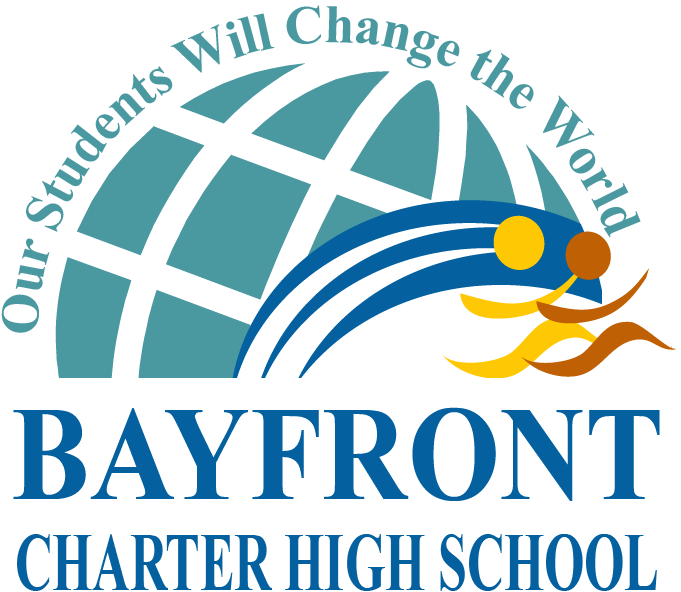 Our Students Will Change the World
BAYFRONT
CHARTER HIGH SCHOOL